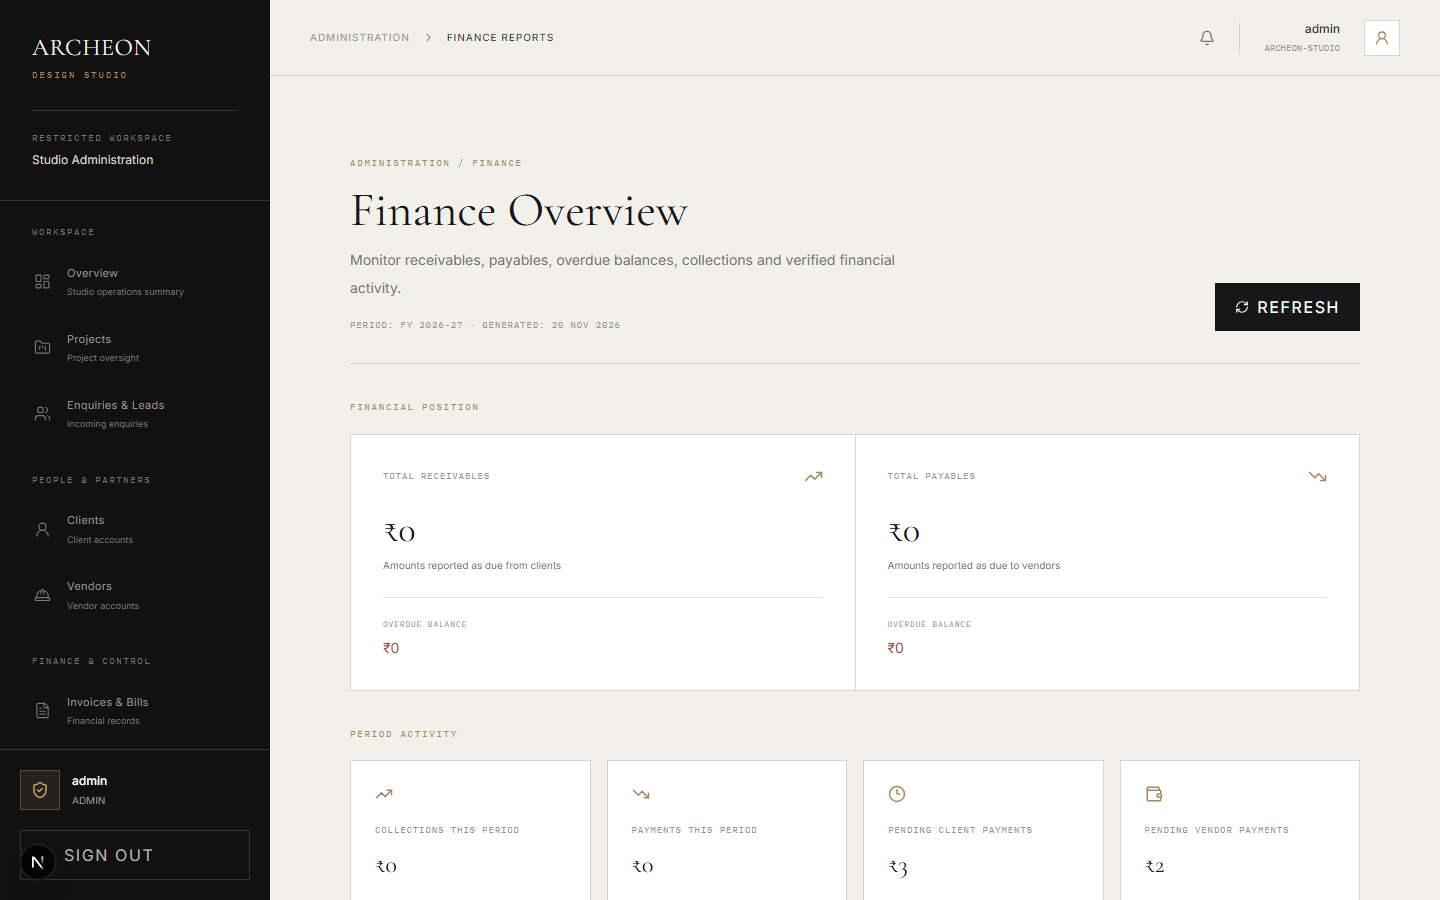 ARCHEON
DESIGN STUDIO
RESTRICTED WORKSPACE
Studio Administration
WORKSPACE
Overview
Studio operations summary
Projects
Project oversight
Enquiries & Leads
Incoming enquiries
PEOPLE & PARTNERS
Clients
Client accounts
Vendors
Vendor accounts
FINANCE & CONTROL
Invoices & Bills
Financial records
admin
ADMIN
SIGN OUT
ADMINISTRATION > FINANCE REPORTS
admin
ARCHEON-STUDIO
ADMINISTRATION / FINANCE
Finance Overview
Monitor receivables, payables, overdue balances, collections and verified financial
activity.
PERIOD: FY 2026-27 · GENERATED: 20 NOV 2026
REFRESH
FINANCIAL POSITION
TOTAL RECEIVABLES
₹0
Amounts reported as due from clients
OVERDUE BALANCE
₹0
TOTAL PAYABLES
₹0
Amounts reported as due to vendors
OVERDUE BALANCE
₹0
PERIOD ACTIVITY
COLLECTIONS THIS PERIOD
₹0
PAYMENTS THIS PERIOD
₹0
PENDING CLIENT PAYMENTS
₹3
PENDING VENDOR PAYMENTS
₹2